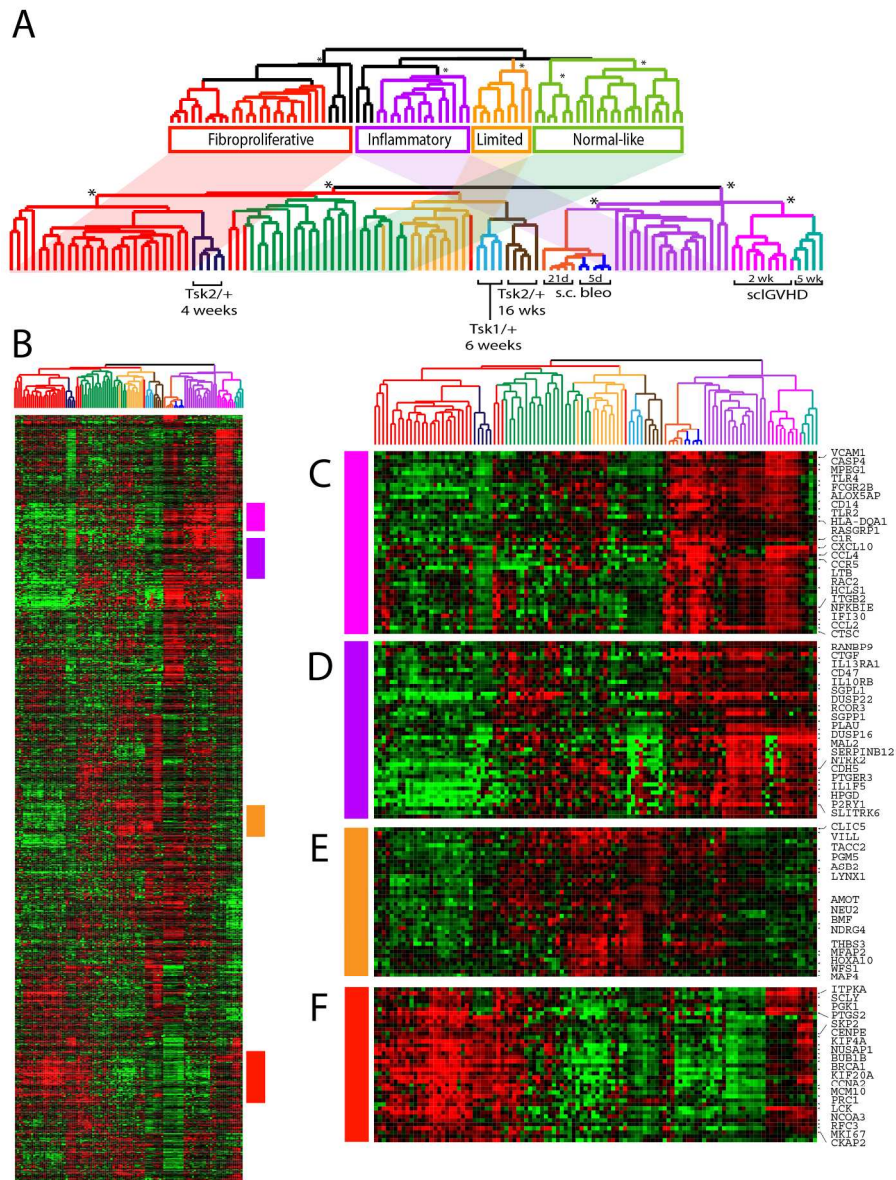 A
*
*
*
*
*
Fibroproliferative
Inflammatory
Limited
Normal-like
*
*
*
*
*
Tsk2/+
4 weeks
Tsk1/+
6 weeks
Tsk2/+
16 wks
21d
5d
s.c. bleo
2 wk
5 wk
sclGVHD
B
C
VCAM1
CASP4
MPEG1
TLR4
FCGR2B
ALOX5AP
CD14
TLR2
HLA-DQA1
RASGRP1
C1R
CXCL10
CCL4
CCR5
LTB
RAC2
HCLS1
ITGB2
NFKBIE
IFI30
CCL2
CTSC
D
RANBP9
CTGF
IL13RA1
CD47
IL10RB
SGPL1
DUSP22
RCOR3
SGPP1
PLAU
DUSP16
MAL2
SERPINB12
NTRK2
CDH5
PTGER3
IL1F5
HPGD
P2RY1
SLITRK6
E
CLIC5
VILL
TACC2
PGM5
ASB2
LYNX1
AMOT
NEU2
BMF
NDRG4
THBS3
MFAP2
HOXA10
WFS1
MAP4
F
ITPKA
SCLY
PGK1
PTGS2
SKP2
CENPE
KIF4A
NUSAP1
BUB1B
BRCA1
KIF20A
CCNA2
MCM10
PRC1
LCK
NCOA3
RFC3
MKI67
CKAP2